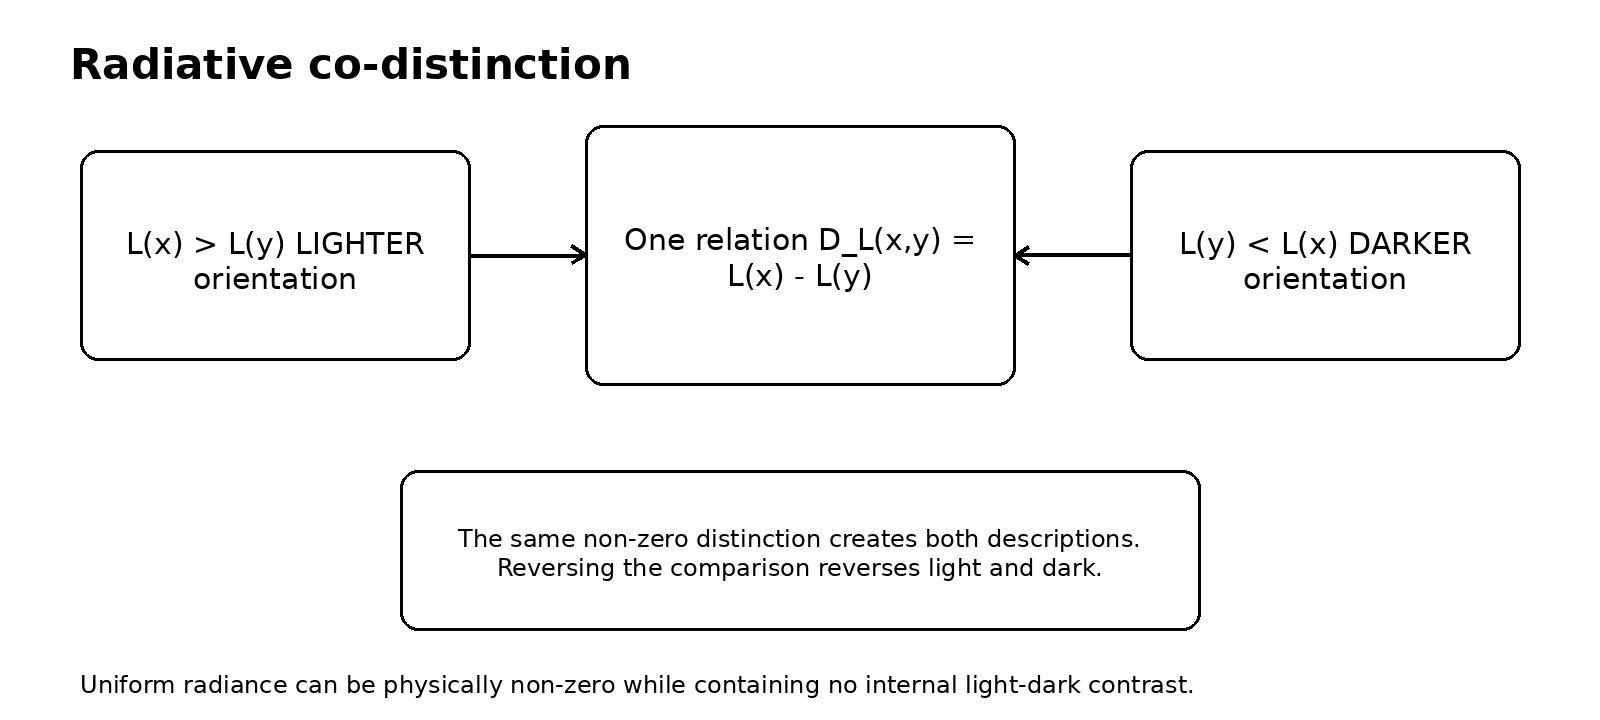 Radiative co-distinction
L(x) > L(y) LIGHTER
orientation
One relation D_L(x,y) =
L(x) - L(y)
L(y) < L(x) DARKER
orientation
The same non-zero distinction creates both descriptions.
Reversing the comparison reverses light and dark.
Uniform radiance can be physically non-zero while containing no internal light-dark contrast.